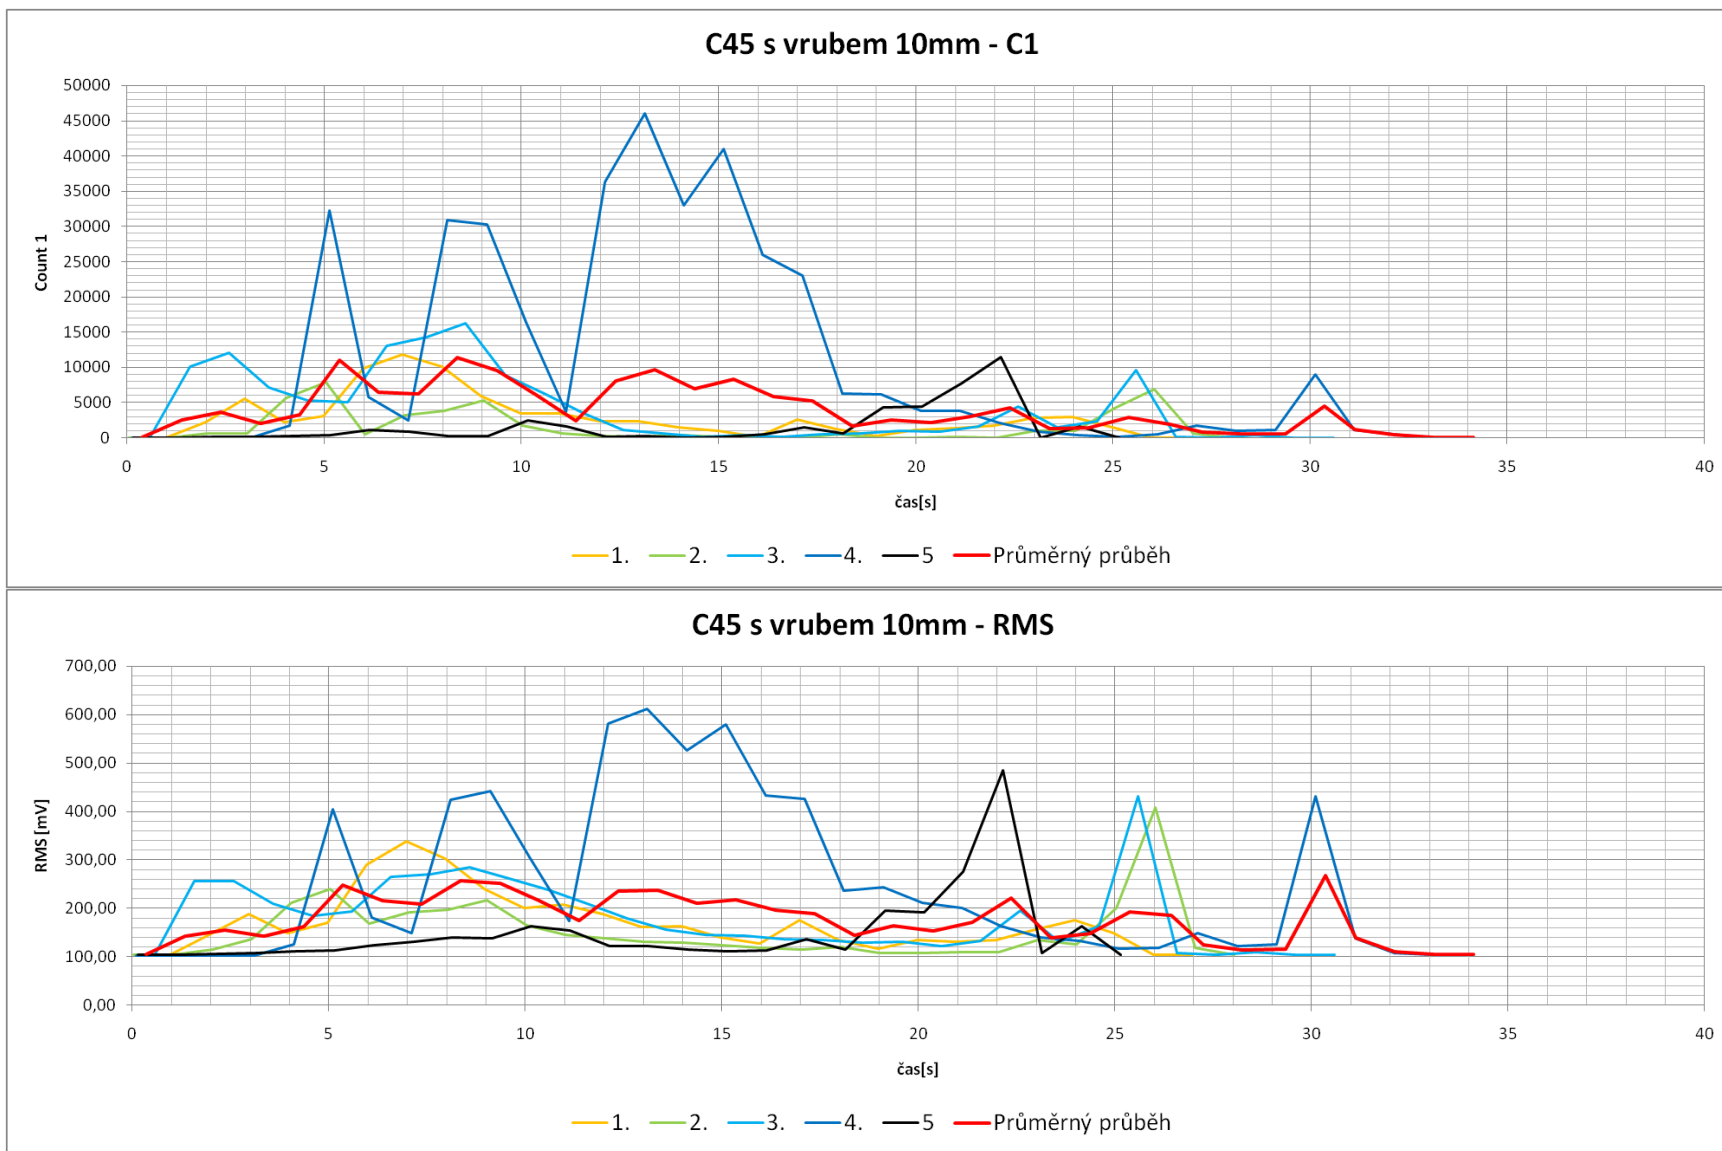 C45 s vrubem 10mm - C1
50000
45000
40000
35000
30000
25000
20000
15000
10000
5000
0
Count 1
0 5 10 15 20 25 30 35 40
čas[s]
1. 2. 3. 4. 5 Průměrný průběh
C45 s vrubem 10mm - RMS
700,00
600,00
500,00
400,00
300,00
200,00
100,00
0,00
RMS [mV]
0 5 10 15 20 25 30 35 40
čas[s]
1. 2. 3. 4. 5 Průměrný průběh